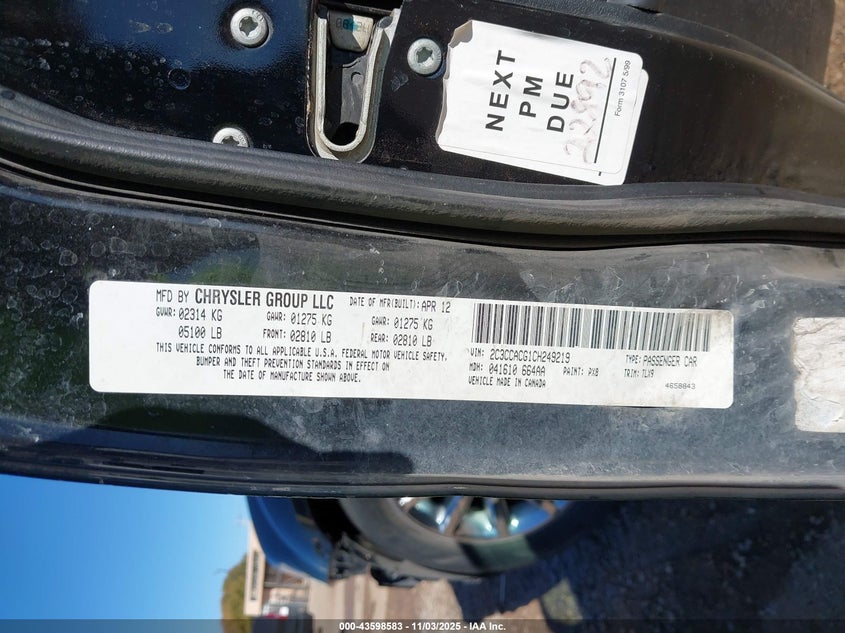 NEXT
PM
DUE
Form 3107 5/99
MFD BY CHRYSLER GROUP LLC
DATE OF MFR(BUILT): APR 12
GVWR: 02314 KG
GAWR: 01275 KG
GAWR: 01275 KG
05100 LB
FRONT: 02810 LB
REAR: 02810 LB
THIS VEHICLE CONFORMS TO ALL APPLICABLE U.S.A. FEDERAL MOTOR VEHICLE SAFETY,
BUMPER AND THEFT PREVENTION STANDARDS IN EFFECT ON
THE DATE OF MANUFACTURE SHOWN ABOVE.
VIN: 2C3CCACG1CH249219
TYPE: PASSENGER CAR
MDH: 041610 664AA
PAINT: PX8
TRIM: TLX9
VEHICLE MADE IN CANADA
4658843
000-43598583 — 11/03/2025 — IAA Inc.